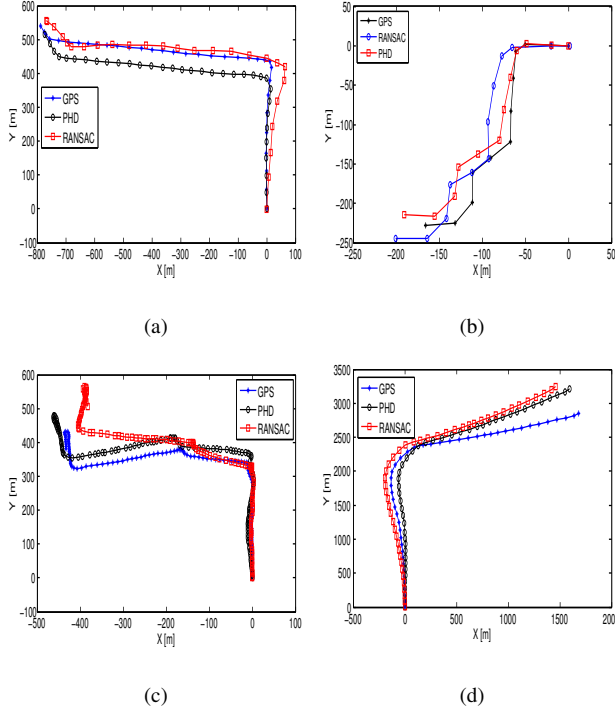 600
500
400
300
200
100
0
−100
Y [m]
GPS
PHD
RANSAC
−800 −700 −600 −500 −400 −300 −200 −100 0 100
X [m]
(a)
0
−50
−100
−150
−200
−250
Y [m]
GPS
RANSAC
PHD
−250 −200 −150 −100 −50 0 50
X [m]
(b)
600
500
400
300
200
100
0
−100
Y [m]
GPS
PHD
RANSAC
−500 −400 −300 −200 −100 0 100
X [m]
(c)
3500
3000
2500
2000
1500
1000
500
0
Y [m]
GPS
PHD
RANSAC
−500 0 500 1000 1500 200
X [m]
(d)